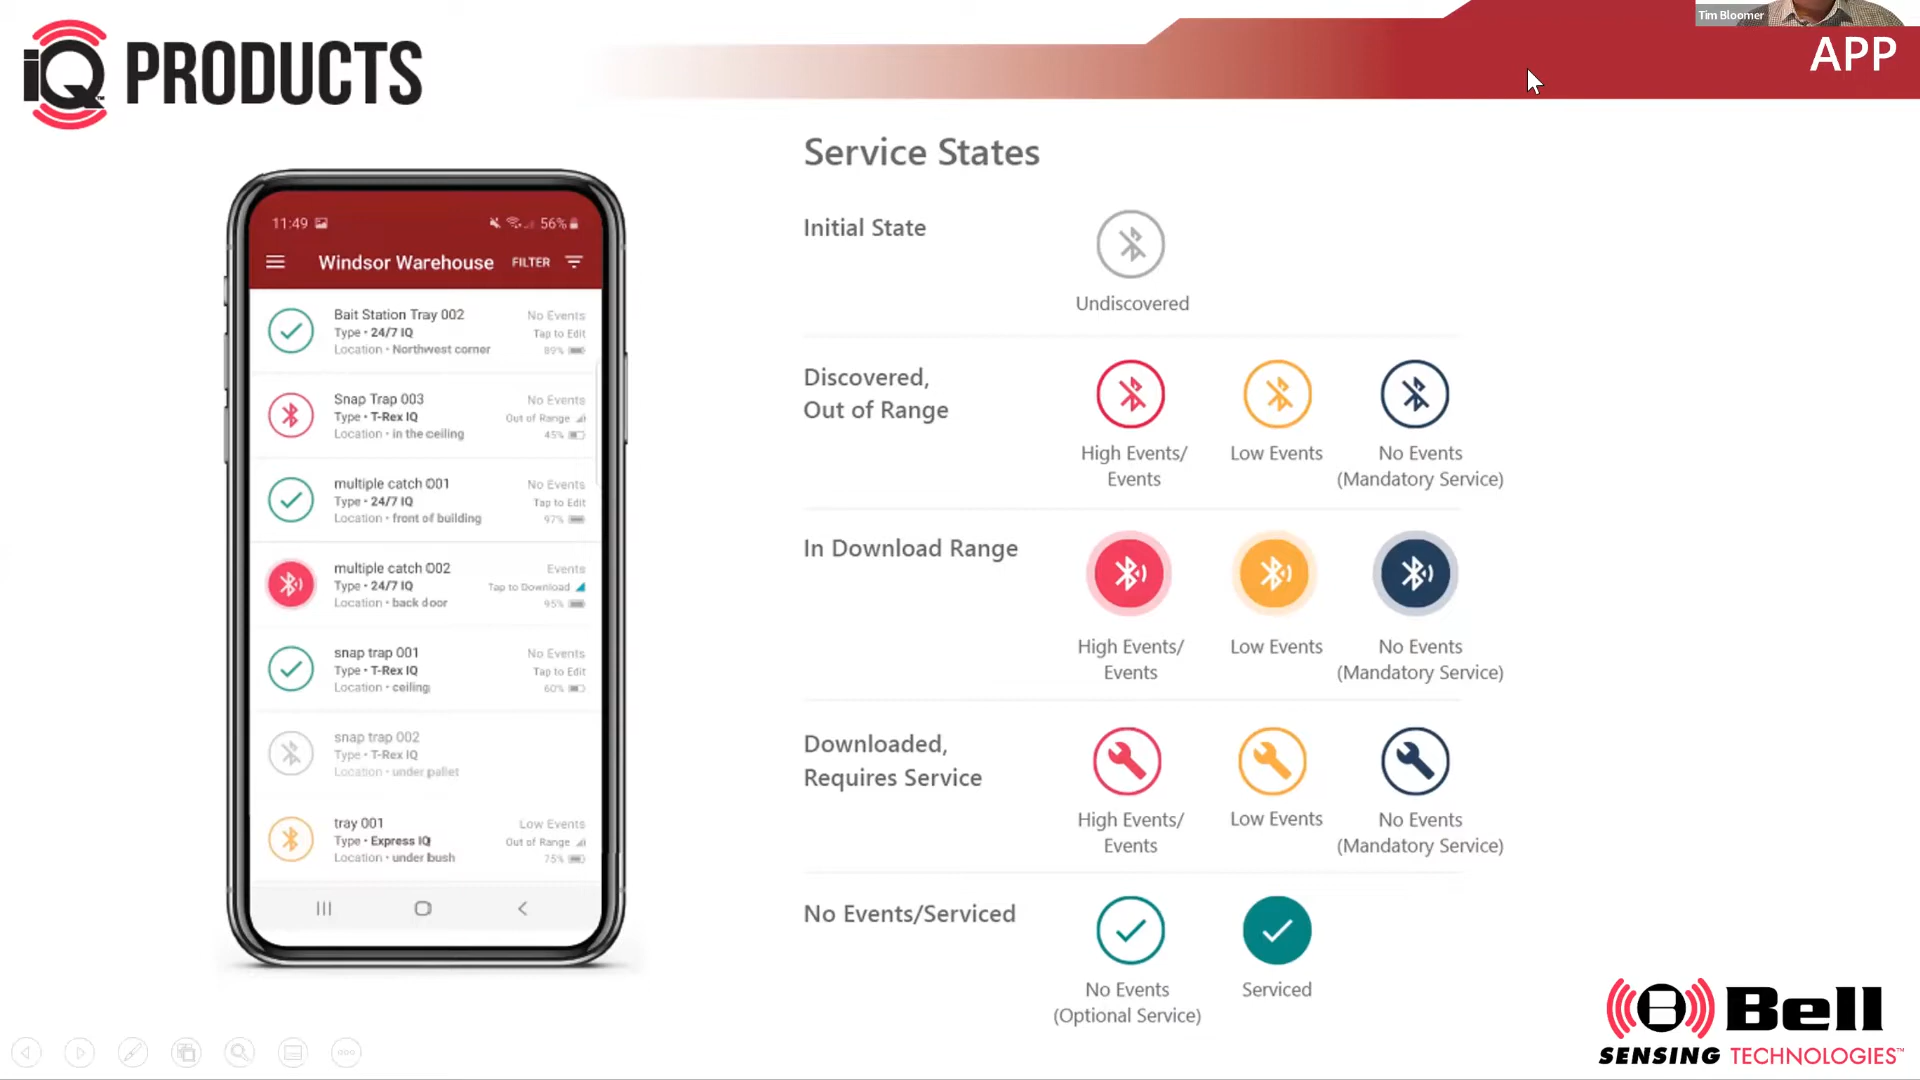 iQ PRODUCTS
Tim Bloomer
APP
11:49
56%
Windsor Warehouse FILTER
Bait Station Tray 002 No Events
Type • 24/7 IQ Tap to Edit
Location • Northwest corner 89%
Snap Trap 003 No Events
Type • T-Rex IQ Out of Range
Location • in the ceiling 45%
multiple catch 001 No Events
Type • 24/7 IQ Tap to Edit
Location • front of building 97%
multiple catch 002 Events
Type • 24/7 IQ Tap to Download
Location • back door 95%
snap trap 001 No Events
Type • T-Rex IQ Tap to Edit
Location • ceiling 60%
snap trap 002
Type • T-Rex IQ
Location • under pallet
tray 001 Low Events
Type • Express IQ Out of Range
Location • under bush 75%
Service States
Initial State
Undiscovered
Discovered,
Out of Range
High Events/ Low Events No Events
Events (Mandatory Service)
In Download Range
High Events/ Low Events No Events
Events (Mandatory Service)
Downloaded,
Requires Service
High Events/ Low Events No Events
Events (Mandatory Service)
No Events/Serviced
No Events Serviced
(Optional Service)
Bell
SENSING TECHNOLOGIES™